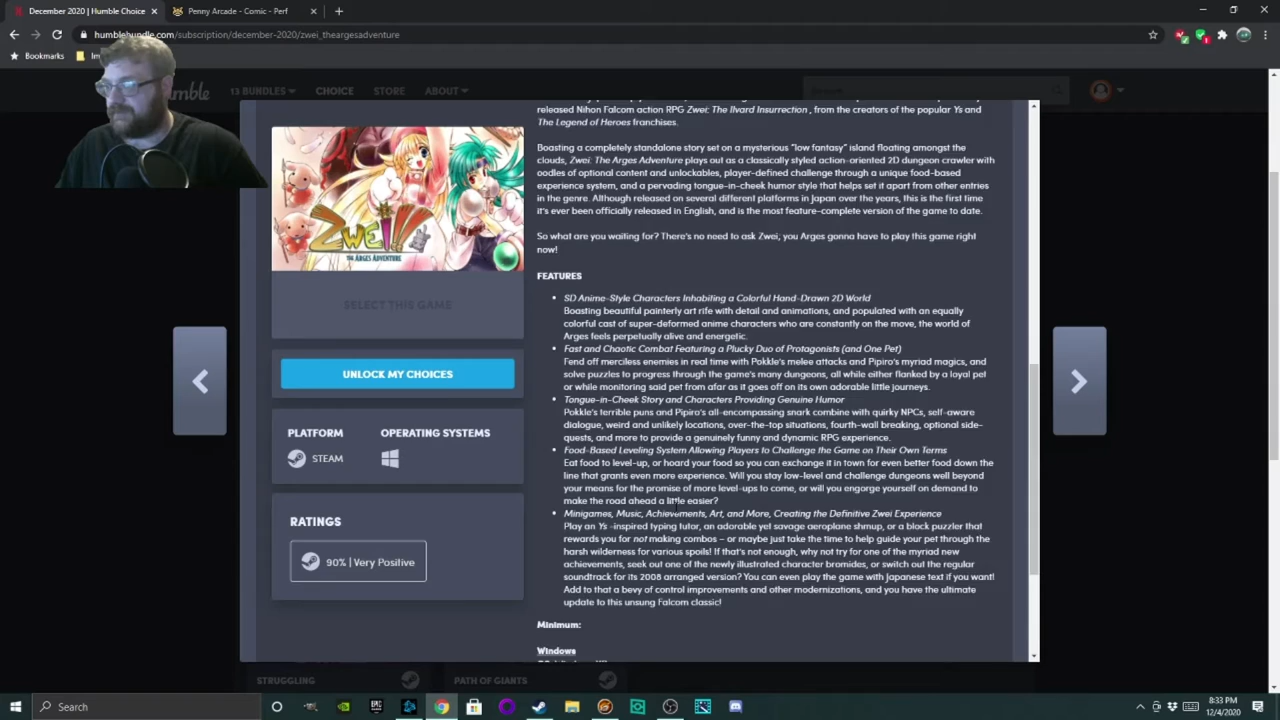 December 2020 | Humble Choice
Penny Arcade - Comic - Perf
humblebundle.com/subscription/december-2020/zwei_theargesadventure
Bookmarks
13 BUNDLES
CHOICE
STORE
ABOUT
released Nihon Falcom action RPG Zwei: The Ilvard Insurrection , from the creators of the popular Ys and
The Legend of Heroes franchises.
Boasting a completely standalone story set on a mysterious "low fantasy" island floating amongst the
clouds, Zwei: The Arges Adventure plays out as a classically styled action-oriented 2D dungeon crawler with
oodles of optional content and unlockables, player-defined challenge through a unique food-based
experience system, and a pervading tongue-in-cheek humor style that helps set it apart from other entries
in the genre. Although released on several different platforms in Japan over the years, this is the first time
it's ever been officially released in English, and is the most feature-complete version of the game to date.
So what are you waiting for? There's no need to ask Zwei; you Arges gonna have to play this game right
now!
FEATURES
SD Anime-Style Characters Inhabiting a Colorful Hand-Drawn 2D World
Boasting beautiful painterly art rife with detail and animations, and populated with an equally
colorful cast of super-deformed anime characters who are constantly on the move, the world of
Arges feels perpetually alive and energetic.
Fast and Chaotic Combat Featuring a Plucky Duo of Protagonists (and One Pet)
Fend off merciless enemies in real time with Pokkle's melee attacks and Pipiro's myriad magics, and
solve puzzles to progress through the game's many dungeons, all while either flanked by a loyal pet
or while monitoring said pet from afar as it goes off on its own adorable little journeys.
Tongue-in-Cheek Story and Characters Providing Genuine Humor
Pokkle's terrible puns and Pipiro's all-encompassing snark combine with quirky NPCs, self-aware
dialogue, weird and unlikely locations, over-the-top situations, fourth-wall breaking, optional side-
quests, and more to provide a genuinely funny and dynamic RPG experience.
Food-Based Leveling System Allowing Players to Challenge the Game on Their Own Terms
Eat food to level-up, or hoard your food so you can exchange it in town for even better food down the
line that grants even more experience. Will you stay low-level and challenge dungeons well beyond
your means for the promise of more level-ups to come, or will you engorge yourself on demand to
make the road ahead a little easier?
Minigames, Music, Achievements, Art, and More, Creating the Definitive Zwei Experience
Play an Ys -inspired typing tutor, an adorable yet savage aeroplane shmup, or a block puzzler that
rewards you for not making combos – or maybe just take the time to help guide your pet through the
harsh wilderness for various spoils! If that's not enough, why not try for one of the myriad new
achievements, seek out one of the newly illustrated character bromides, or switch out the regular
soundtrack for its 2008 arranged version? You can even play the game with Japanese text if you want!
Add to that a bevy of control improvements and other modernizations, and you have the ultimate
update to this unsung Falcom classic!
Minimum:
Windows
Zwei
THE ARGES ADVENTURE
SELECT THIS GAME
UNLOCK MY CHOICES
PLATFORM
OPERATING SYSTEMS
STEAM
RATINGS
90% | Very Positive
STRUGGLING
PATH OF GIANTS
Search
8:33 PM
12/4/2020